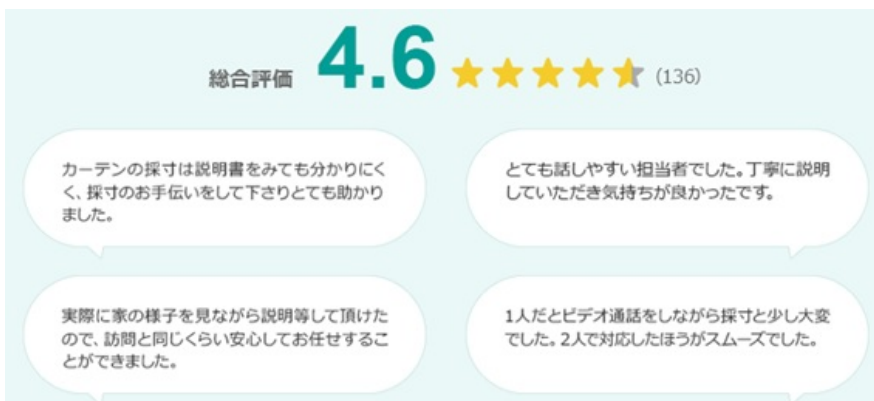 総合評価 4.6 (136)
カーテンの採寸は説明書をみても分かりにく
く、採寸のお手伝いをして下さりとても助かり
ました。
とても話しやすい担当者でした。丁寧に説明
していただき気持ちが良かったです。
実際に家の様子を見ながら説明等して頂けた
ので、訪問と同じくらい安心してお任せするこ
とができました。
1人だとビデオ通話をしながら採寸と少し大変
でした。2人で対応したほうがスムーズでした。